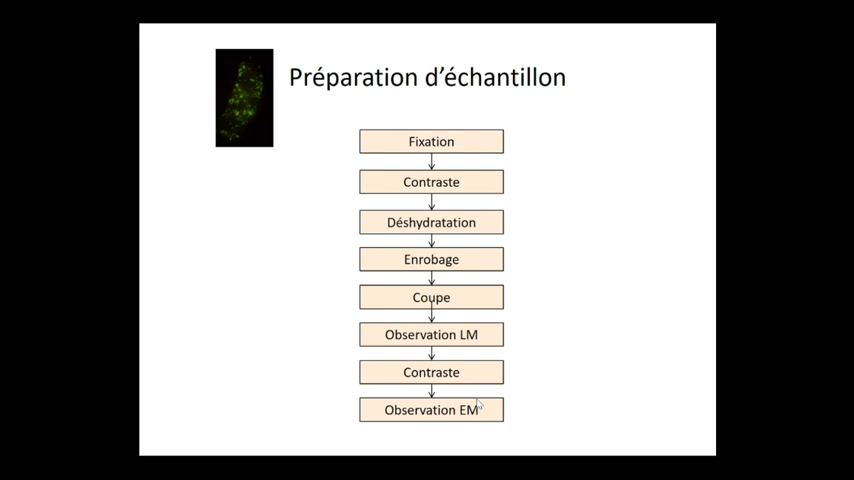 Préparation d'échantillon
Fixation
Contraste
Déshydratation
Enrobage
Coupe
Observation LM
Contraste
Observation EM